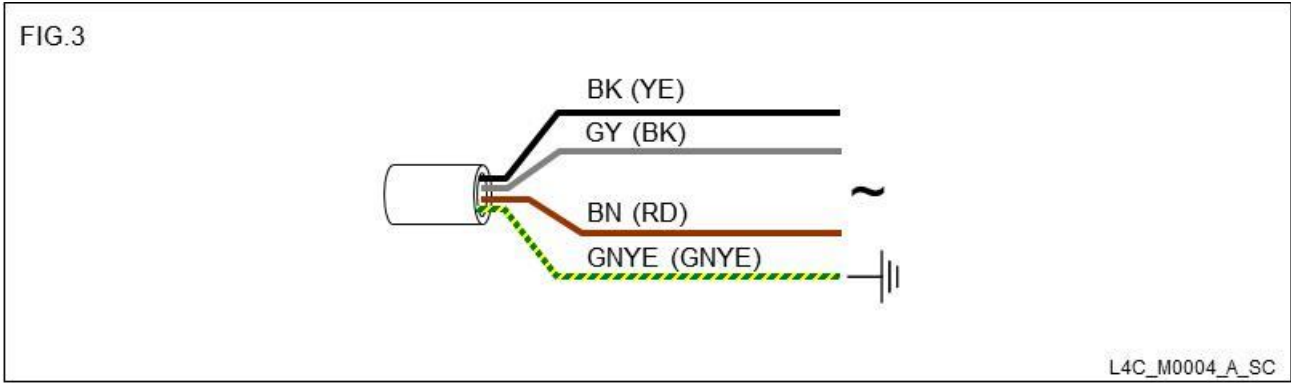 FIG.3
BK (YE)
GY (BK)
~
BN (RD)
GNYE (GNYE)
L4C_M0004_A_SC